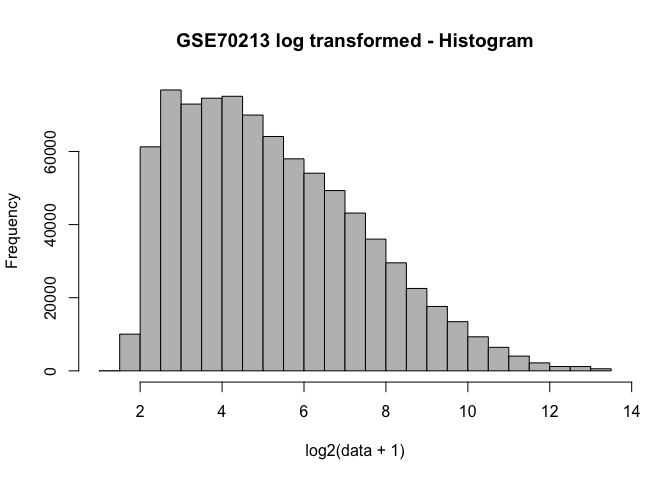 GSE70213 log transformed - Histogram
Frequency
60000
40000
20000
0
2 4 6 8 10 12 14
log2(data + 1)